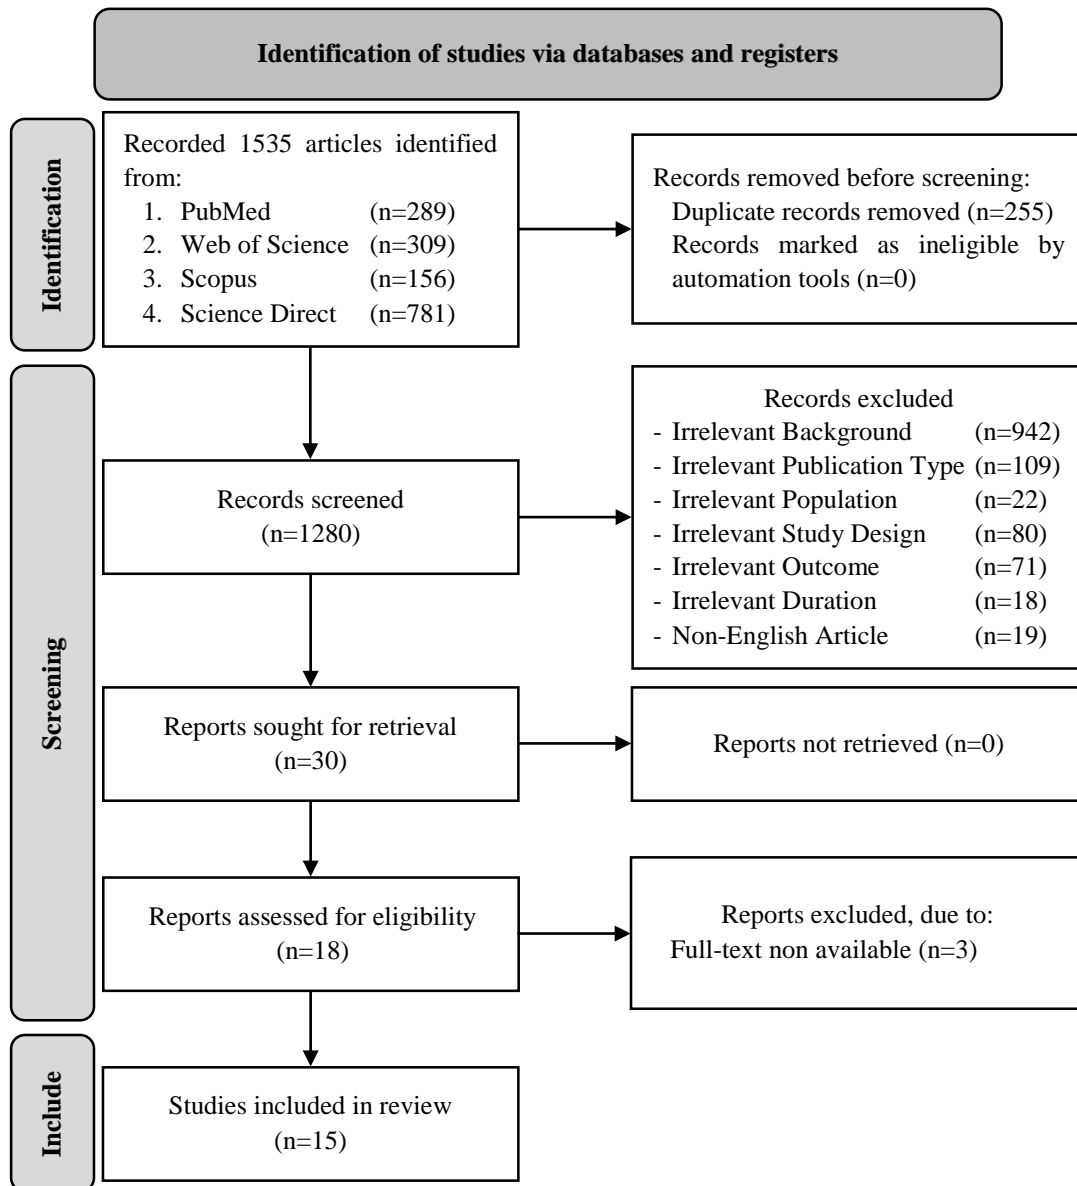 Identification of studies via databases and registers
Identification
Recorded 1535 articles identified
from:
1. PubMed (n=289)
2. Web of Science (n=309)
3. Scopus (n=156)
4. Science Direct (n=781)
Records removed before screening:
Duplicate records removed (n=255)
Records marked as ineligible by
automation tools (n=0)
Screening
Records screened
(n=1280)
Records excluded
- Irrelevant Background (n=942)
- Irrelevant Publication Type (n=109)
- Irrelevant Population (n=22)
- Irrelevant Study Design (n=80)
- Irrelevant Outcome (n=71)
- Irrelevant Duration (n=18)
- Non-English Article (n=19)
Reports sought for retrieval
(n=30)
Reports not retrieved (n=0)
Reports assessed for eligibility
(n=18)
Reports excluded, due to:
Full-text non available (n=3)
Include
Studies included in review
(n=15)